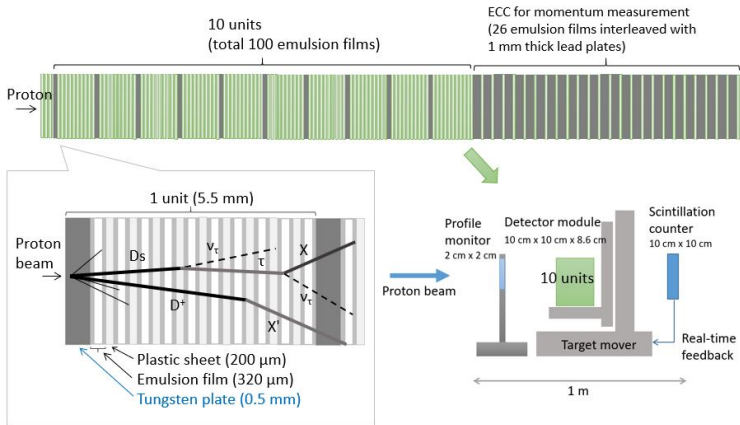 10 units
(total 100 emulsion films)
ECC for momentum measurement
(26 emulsion films interleaved with
1 mm thick lead plates)
Proton
1 unit (5.5 mm)
Proton
beam
Ds
ντ
τ
X
D⁺
ντ
X'
Plastic sheet (200 μm)
Emulsion film (320 μm)
Tungsten plate (0.5 mm)
Profile
monitor
2 cm x 2 cm
Detector module
10 cm x 10 cm x 8.6 cm
Scintillation
counter
10 cm x 10 cm
10 units
Proton beam
Target mover
Real-time
feedback
1 m